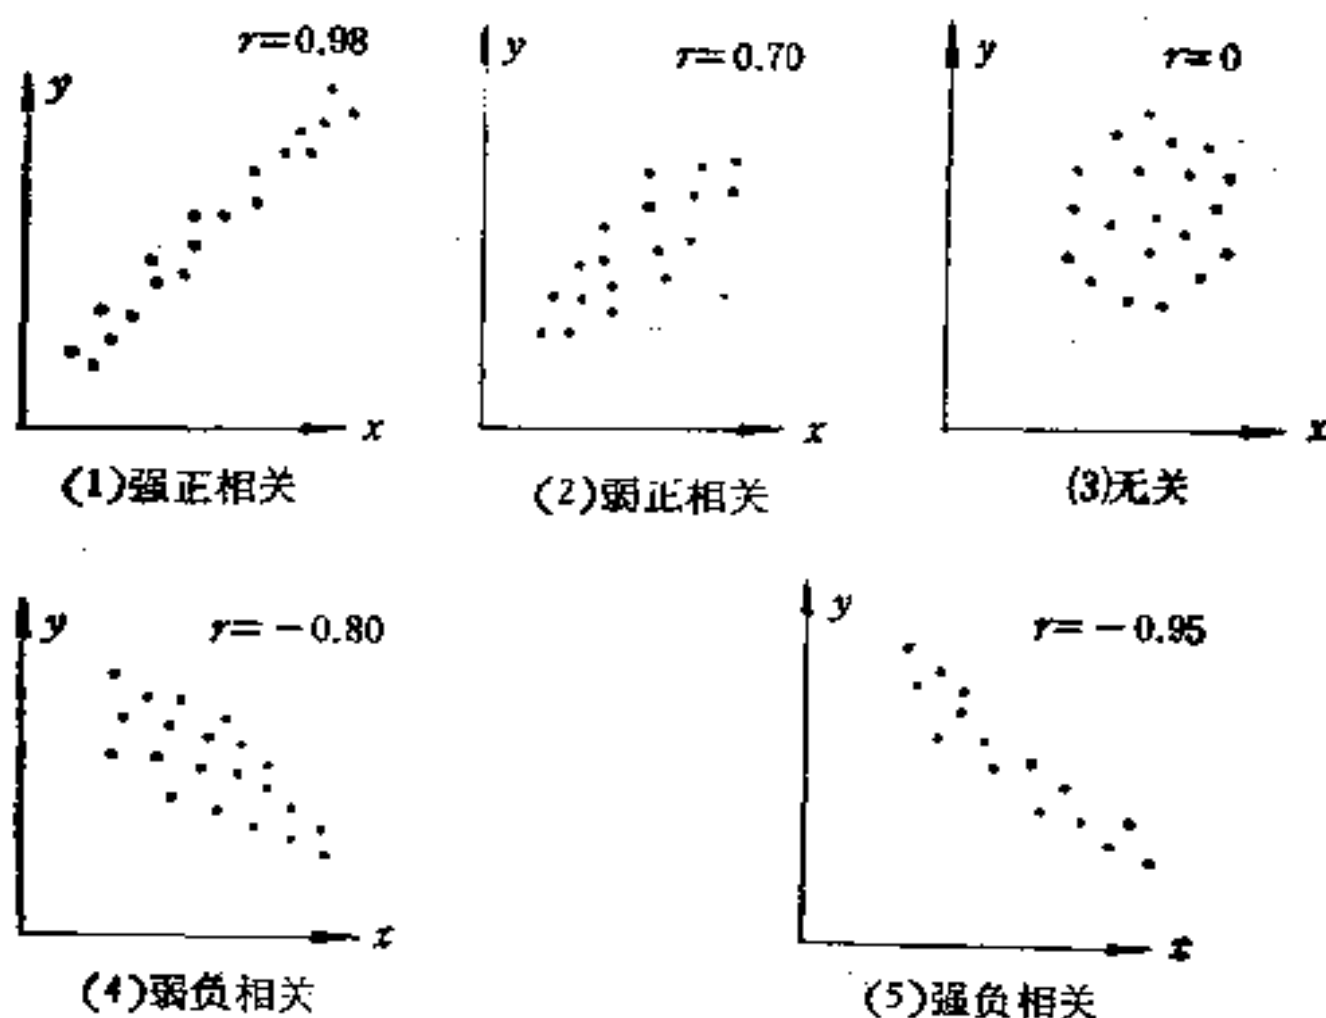 r=0.98
y
x
(1)强正相关
y
r=0.70
x
(2)弱正相关
y
r=0
x
(3)无关
y
r=-0.80
x
(4)弱负相关
y
r=-0.95
x
(5)强负相关